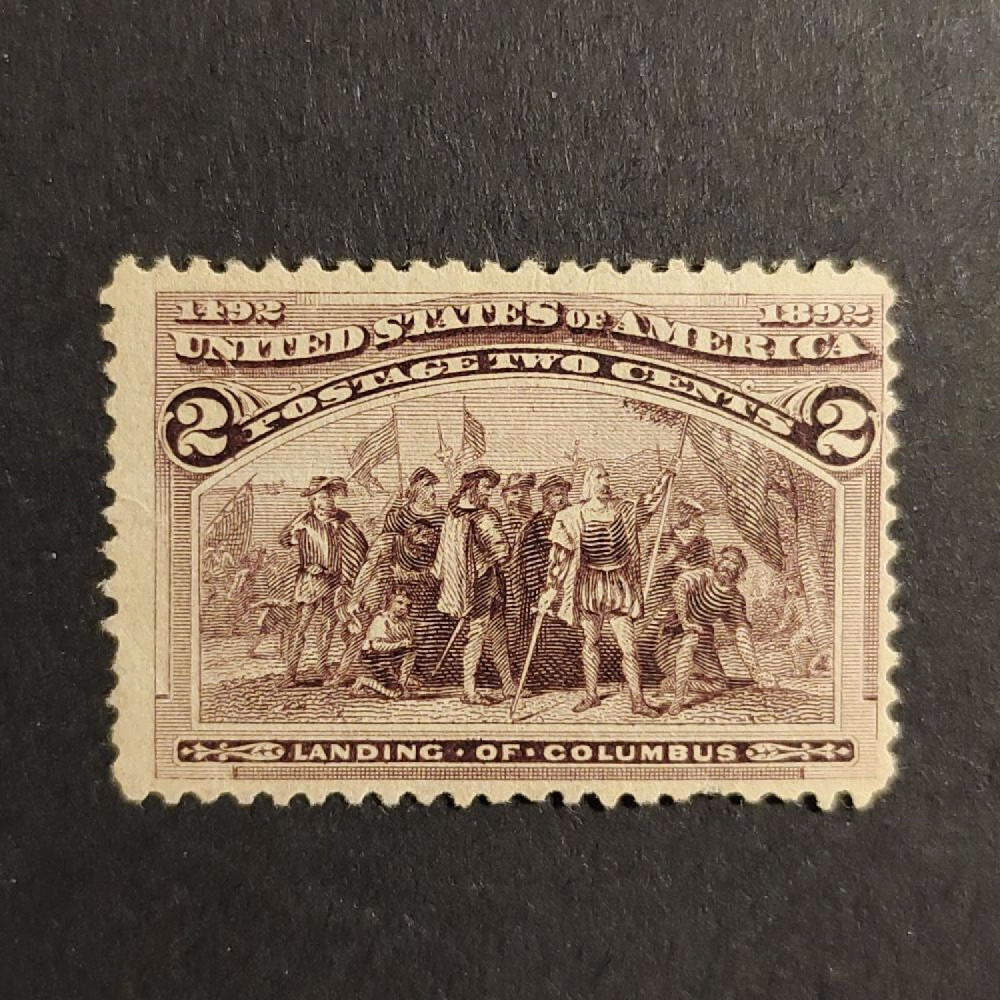 1492 1892
UNITED STATES OF AMERICA
2 POSTAGE TWO CENTS 2
LANDING · OF · COLUMBUS